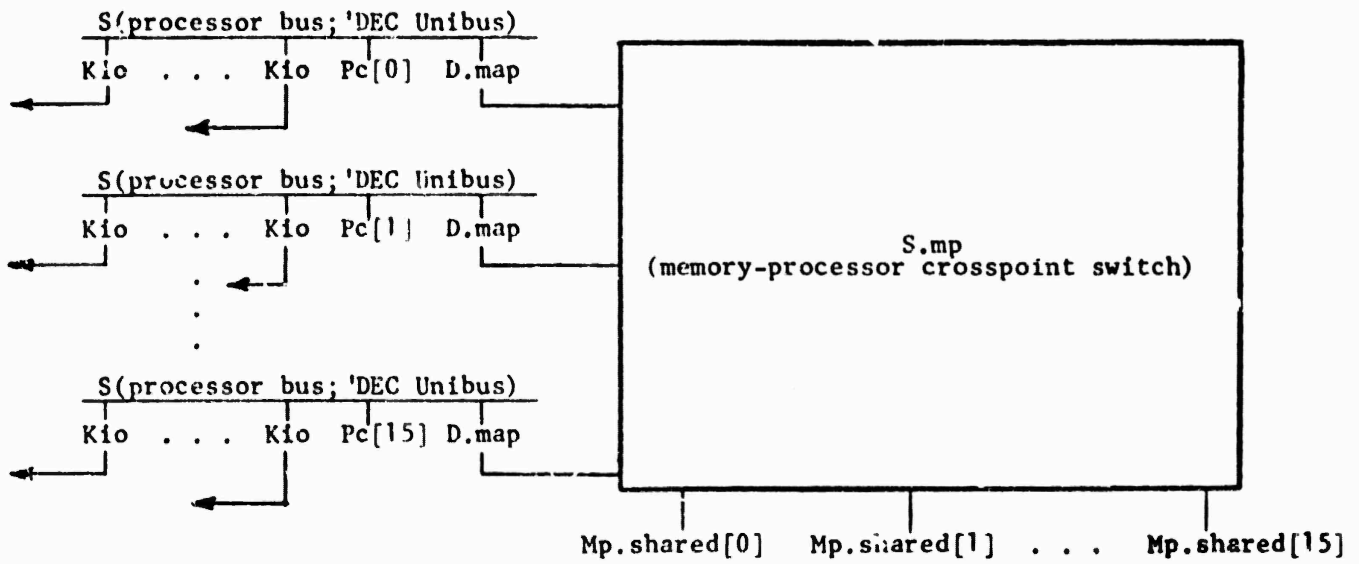 S(processor bus; 'DEC Unibus)
Kio . . . Kio Pc[0] D.map
S(processor bus; 'DEC Unibus)
Kio . . . Kio Pc[1] D.map
S.mp
(memory-processor crosspoint switch)
.
.
.
S(processor bus; 'DEC Unibus)
Kio . . . Kio Pc[15] D.map
Mp.shared[0] Mp.shared[1] . . . Mp.shared[15]